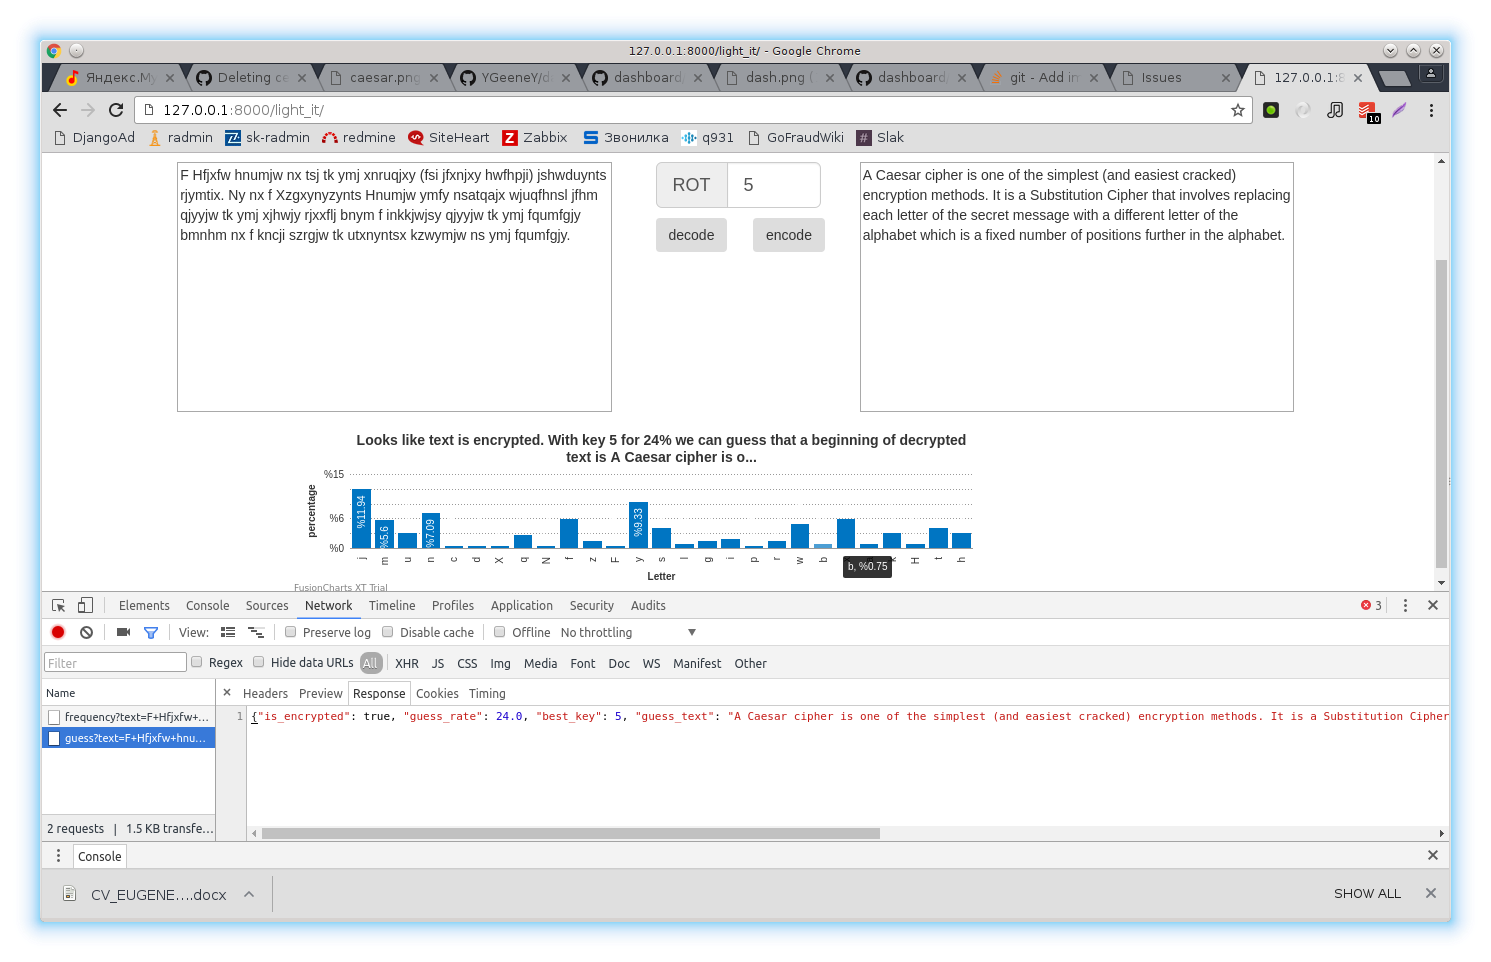 127.0.0.1:8000/light_it/ - Google Chrome
Яндекс.Му
Deleting ce
caesar.png
YGeeneY/da
dashboard
dash.png (
dashboard
git - Add im
Issues
127.0.0.1:8
127.0.0.1:8000/light_it/
10
DjangoAd
radmin
sk-radmin
redmine
SiteHeart
Zabbix
Звонилка
q931
GoFraudWiki
Slak
F Hfjxfw hnumjw nx tsj tk ymj xnruqjxy (fsi jfxnjxy hwfhpji) jshwduynts
rjymtix. Ny nx f Xzgxynyzynts Hnumjw ymfy nsatqajx wjuqfhnsl jfhm
qjyyjw tk ymj xjhwjy rjxxflj bnym f inkkjwjsy qjyyjw tk ymj fqumfgjy
bmnhm nx f kncji szrgjw tk utxnyntsx kzwymjw ns ymj fqumfgjy.
ROT 5
decode encode
A Caesar cipher is one of the simplest (and easiest cracked)
encryption methods. It is a Substitution Cipher that involves replacing
each letter of the secret message with a different letter of the
alphabet which is a fixed number of positions further in the alphabet.
Looks like text is encrypted. With key 5 for 24% we can guess that a beginning of decrypted
text is A Caesar cipher is o...
percentage
%15
%6
%0
%11.94
%5.6
%7.09
%9.33
j m u n c d X q N f z F y s l g i p r w b k H t h
b, %0.75
Letter
FusionCharts XT Trial
Elements Console Sources Network Timeline Profiles Application Security Audits
3
View: Preserve log Disable cache Offline No throttling
Filter Regex Hide data URLs All XHR JS CSS Img Media Font Doc WS Manifest Other
Name
Headers Preview Response Cookies Timing
frequency?text=F+Hfjxfw+...
guess?text=F+Hfjxfw+hnu...
1 {"is_encrypted": true, "guess_rate": 24.0, "best_key": 5, "guess_text": "A Caesar cipher is one of the simplest (and easiest cracked) encryption methods. It is a Substitution Cipher
2 requests | 1.5 KB transfe...
Console
CV_EUGENE....docx
SHOW ALL